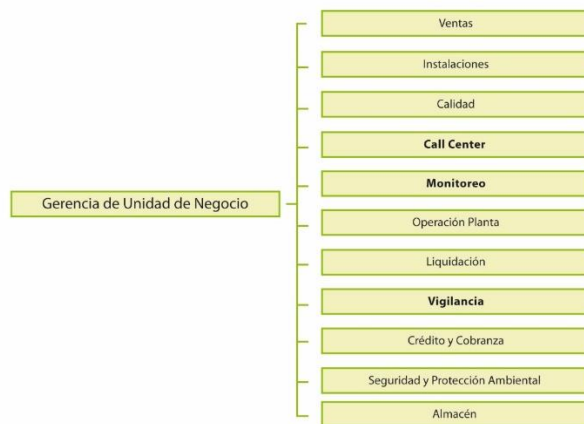 Ventas
Instalaciones
Calidad
Call Center
Monitoreo
Gerencia de Unidad de Negocio
Operación Planta
Liquidación
Vigilancia
Crédito y Cobranza
Seguridad y Protección Ambiental
Almacén